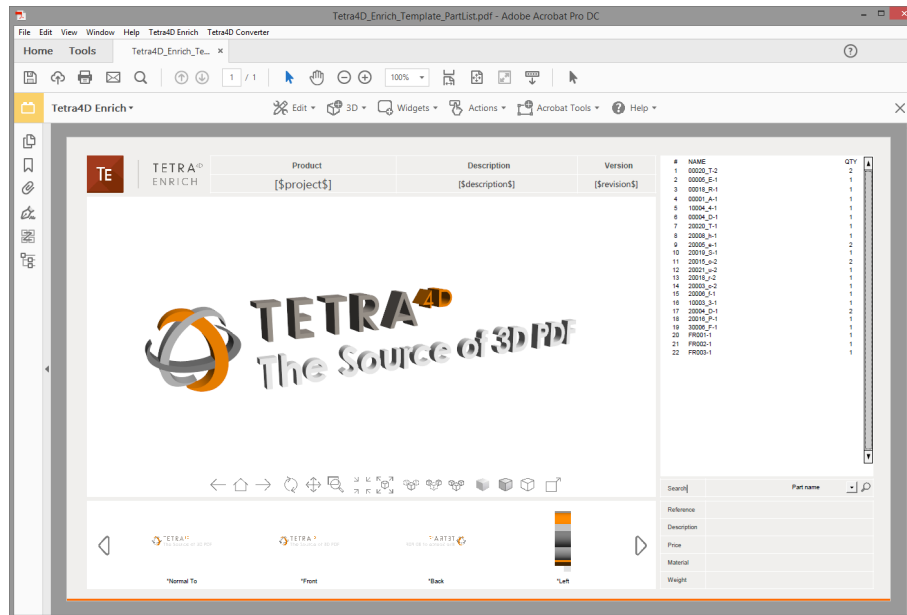 Tetra4D_Enrich_Template_PartList.pdf - Adobe Acrobat Pro DC
File Edit View Window Help Tetra4D Enrich Tetra4D Converter
Home Tools Tetra4D_Enrich_Te... ×
1 / 1 100%
Tetra4D Enrich Edit 3D Widgets Actions Acrobat Tools Help
TE TETRA4D ENRICH
Product Description Version
[$project$] [$description$] [$revision$]
# NAME QTY
1 00020_T-2 2
2 00005_E-1 1
3 00018_R-1 1
4 00001_A-1 1
5 10004_4-1 1
6 00004_D-1 1
7 20020_T-1 1
8 20008_h-1 1
9 20005_e-1 2
10 20019_S-1 1
11 20015_o-2 2
12 20021_u-2 1
13 20018_r-2 1
14 20003_c-2 1
15 20006_f-1 1
16 10003_3-1 1
17 20004_D-1 2
18 20016_P-1 1
19 30006_F-1 1
20 FR001-1 1
21 FR002-1 1
22 FR003-1 1
TETRA4D
The Source of 3D PDF
Search Part name
Reference
Description
Price
Material
Weight
*Normal To *Front *Back *Left